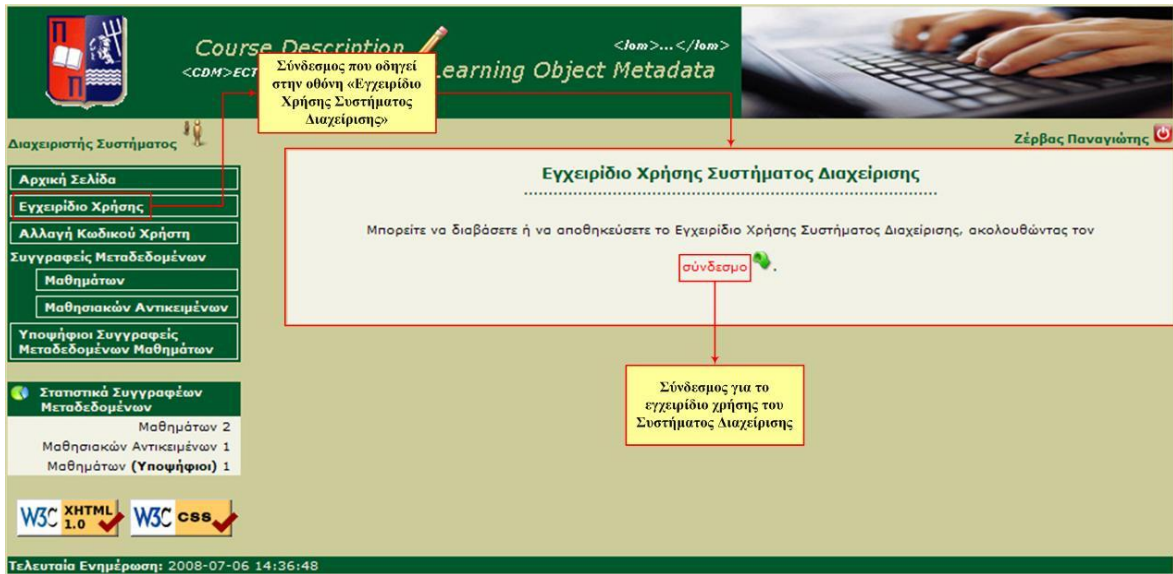 Course Description
<lom>...</lom>
<CDM>ECT
Learning Object Metadata
Σύνδεσμος που οδηγεί
στην οθόνη «Εγχειρίδιο
Χρήσης Συστήματος
Διαχείρισης»
Διαχειριστής Συστήματος
Ζέρβας Παναγιώτης
Αρχική Σελίδα
Εγχειρίδιο Χρήσης
Αλλαγή Κωδικού Χρήστη
Συγγραφείς Μεταδεδομένων
Μαθημάτων
Μαθησιακών Αντικειμένων
Υποψήφιοι Συγγραφείς
Μεταδεδομένων Μαθημάτων
Εγχειρίδιο Χρήσης Συστήματος Διαχείρισης
Μπορείτε να διαβάσετε ή να αποθηκεύσετε το Εγχειρίδιο Χρήσης Συστήματος Διαχείρισης, ακολουθώντας τον
σύνδεσμο .
Σύνδεσμος για το
εγχειρίδιο χρήσης του
Συστήματος Διαχείρισης
Στατιστικά Συγγραφέων
Μεταδεδομένων
Μαθημάτων 2
Μαθησιακών Αντικειμένων 1
Μαθημάτων (Υποψήφιοι) 1
W3C XHTML 1.0
W3C css
Τελευταία Ενημέρωση: 2008-07-06 14:36:48